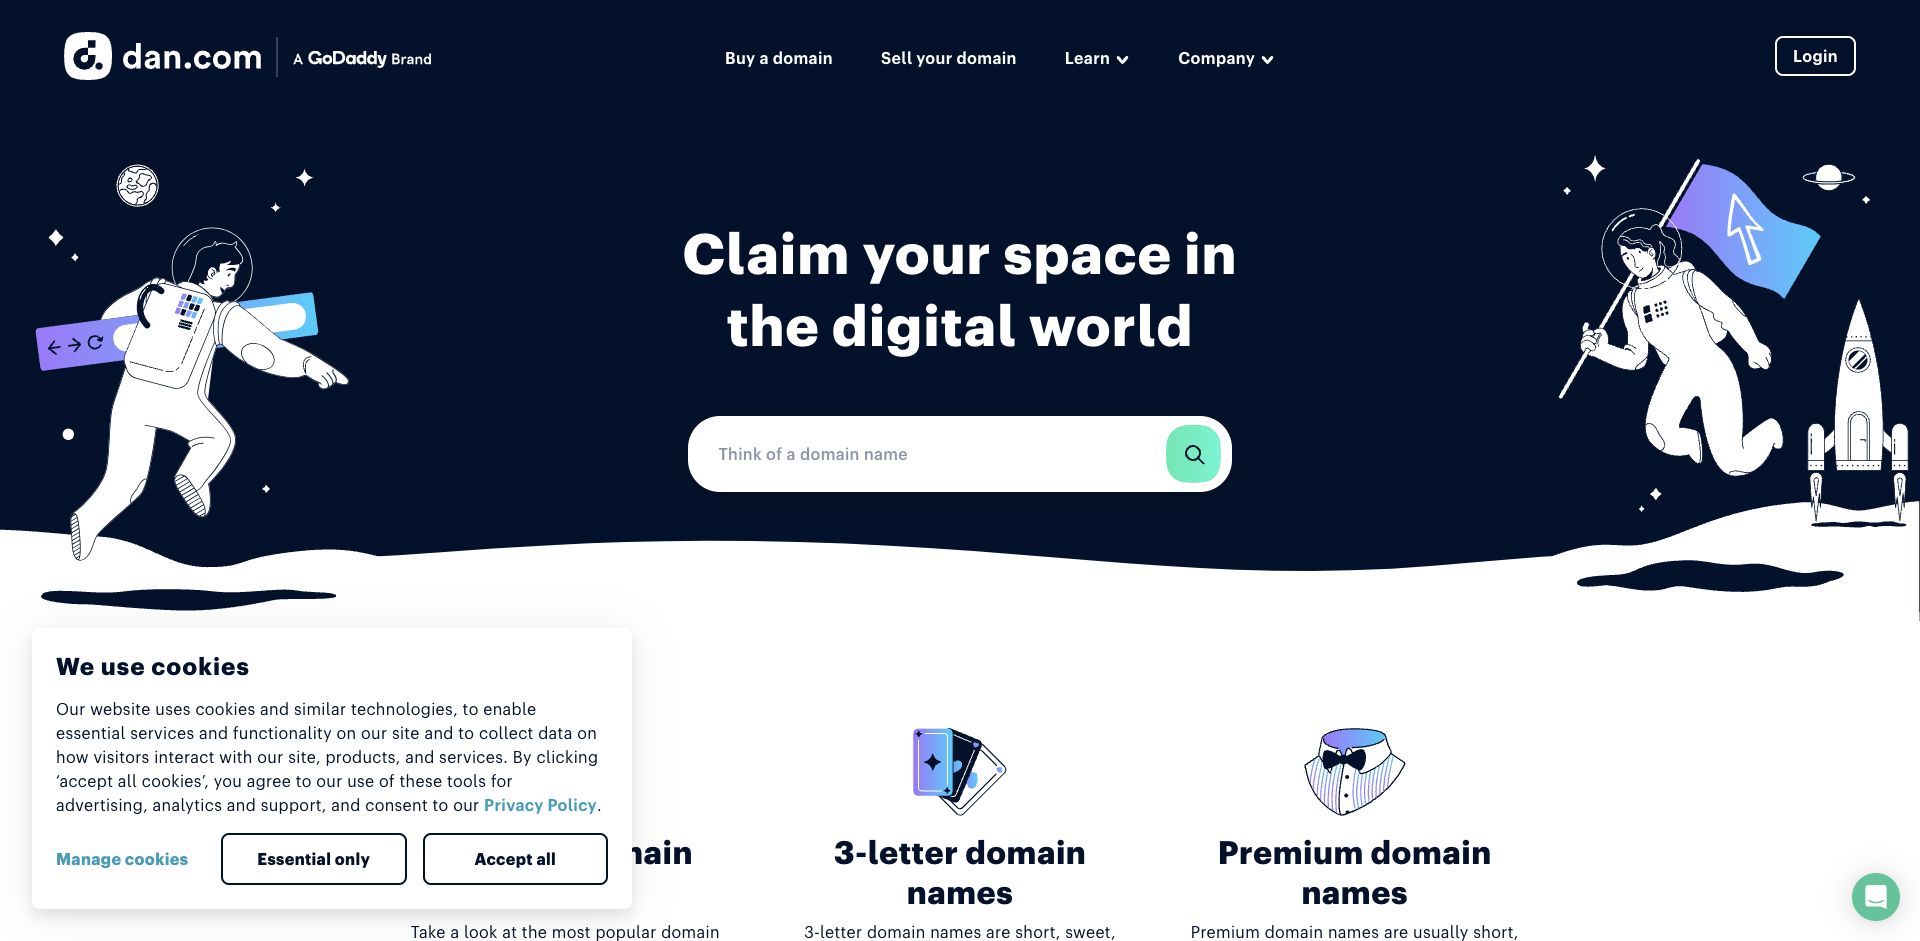 dan.com
A GoDaddy Brand
Buy a domain
Sell your domain
Learn
Company
Login
Claim your space in
the digital world
Think of a domain name
We use cookies
Our website uses cookies and similar technologies, to enable
essential services and functionality on our site and to collect data on
how visitors interact with our site, products, and services. By clicking
‘accept all cookies’, you agree to our use of these tools for
advertising, analytics and support, and consent to our Privacy Policy.
Manage cookies
Essential only
Accept all
Take a look at the most popular domain
3-letter domain
names
3-letter domain names are short, sweet,
Premium domain
names
Premium domain names are usually short,